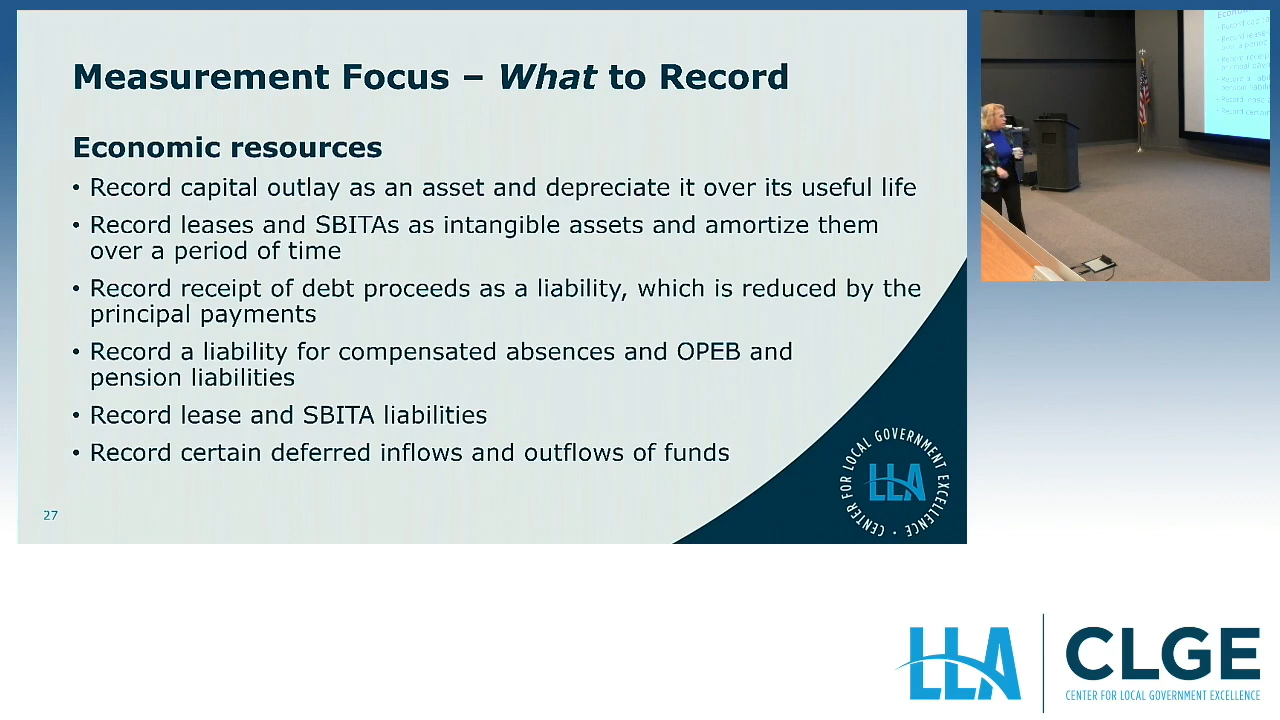 Measurement Focus – What to Record
Economic resources
• Record capital outlay as an asset and depreciate it over its useful life
• Record leases and SBITAs as intangible assets and amortize them
over a period of time
• Record receipt of debt proceeds as a liability, which is reduced by the
principal payments
• Record a liability for compensated absences and OPEB and
pension liabilities
• Record lease and SBITA liabilities
• Record certain deferred inflows and outflows of funds
27
CENTER FOR LOCAL GOVERNMENT EXCELLENCE
LLA
LLA
CLGE
CENTER FOR LOCAL GOVERNMENT EXCELLENCE